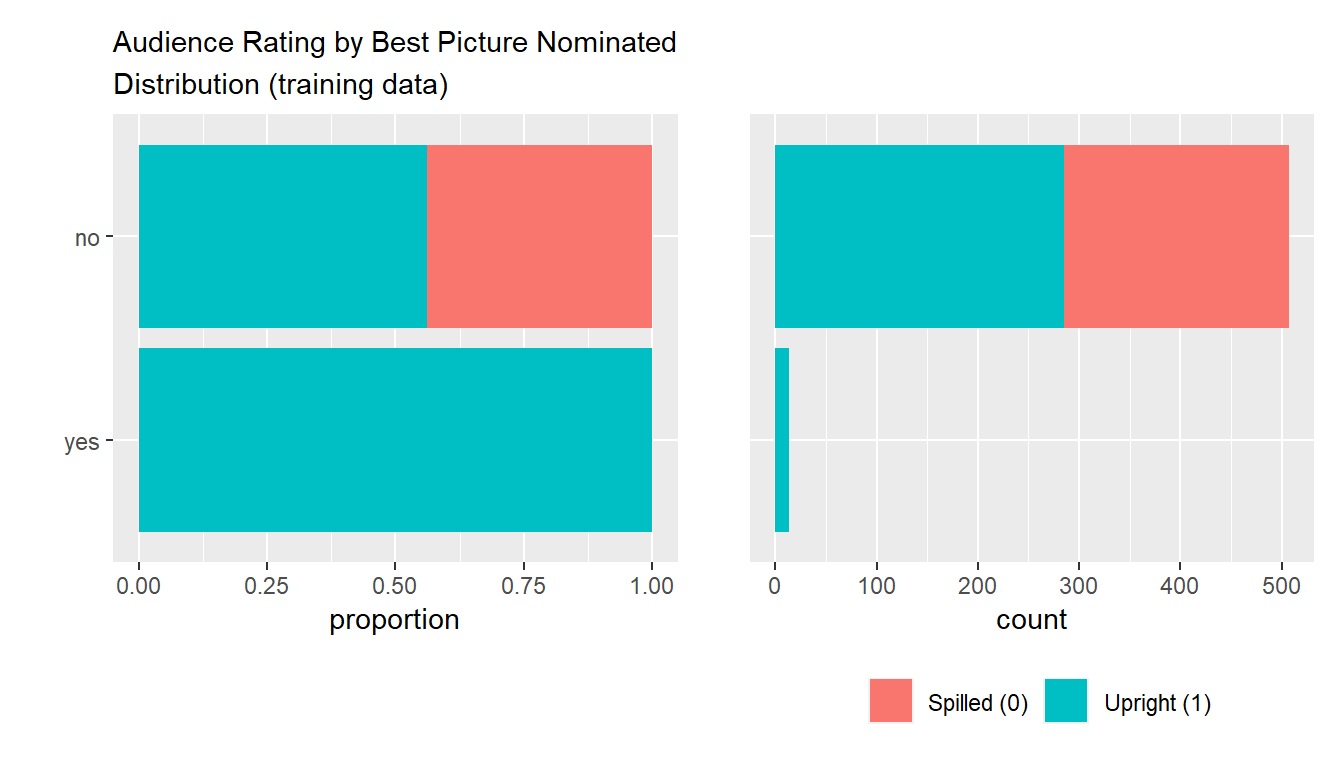 Audience Rating by Best Picture Nominated
Distribution (training data)
no
yes
0.00 0.25 0.50 0.75 1.00
proportion
0 100 200 300 400 500
count
Spilled (0) Upright (1)